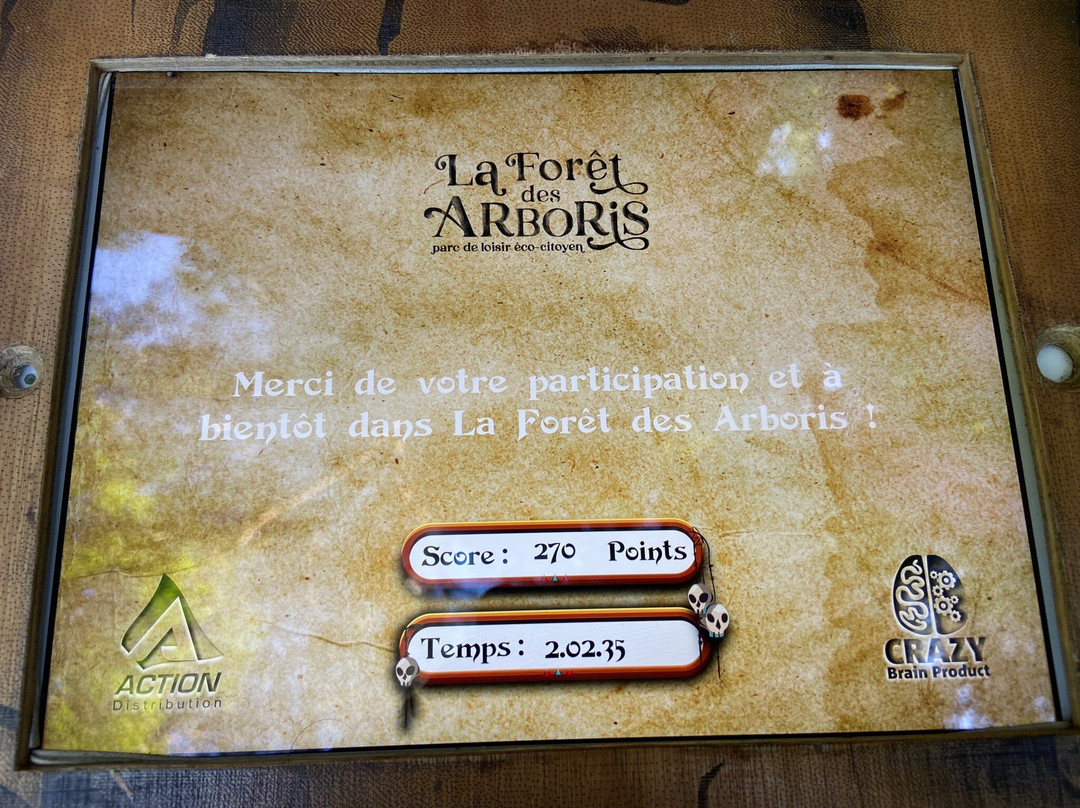 La Forêt
des
ARBORiS
parc de loisir éco-citoyen
Merci de votre participation et à
bientôt dans La Forêt des Arboris !
Score : 270 Points
Temps : 2.02.35
ACTION
Distribution
CRAZY
Brain Product